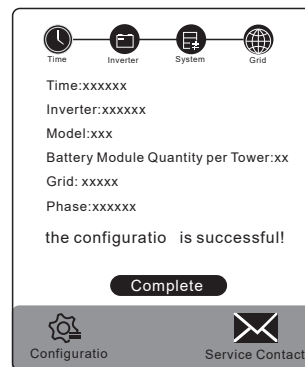 Time Inverter System Grid
Time:xxxxxx
Inverter:xxxxxx
Model:xxx
Battery Module Quantity per Tower:xx
Grid: xxxxx
Phase:xxxxxx
the configuratio is successful!
Complete
Configuratio Service Contact